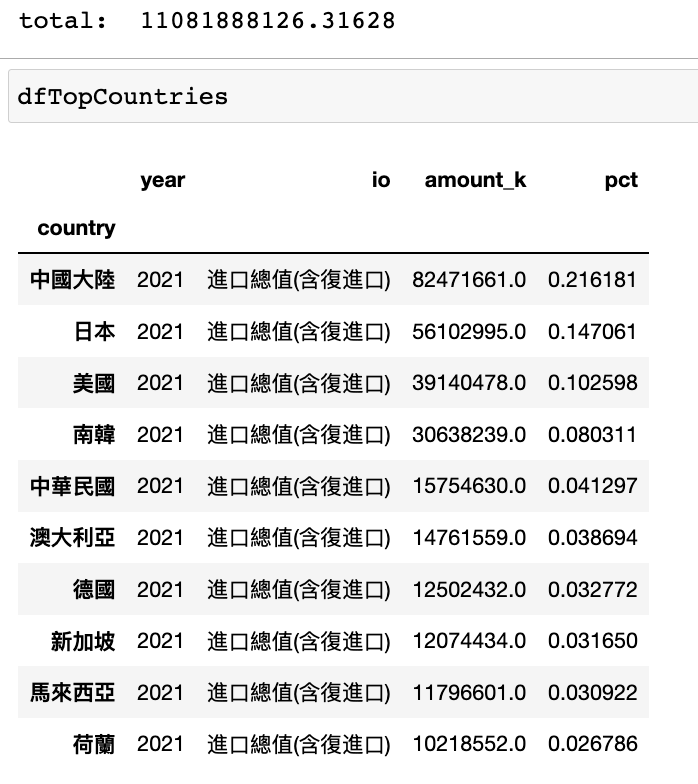 total:  11081888126.31628
dfTopCountries
year io amount_k pct
country
中國大陸 2021 進口總值(含復進口) 82471661.0 0.216181
日本 2021 進口總值(含復進口) 56102995.0 0.147061
美國 2021 進口總值(含復進口) 39140478.0 0.102598
南韓 2021 進口總值(含復進口) 30638239.0 0.080311
中華民國 2021 進口總值(含復進口) 15754630.0 0.041297
澳大利亞 2021 進口總值(含復進口) 14761559.0 0.038694
德國 2021 進口總值(含復進口) 12502432.0 0.032772
新加坡 2021 進口總值(含復進口) 12074434.0 0.031650
馬來西亞 2021 進口總值(含復進口) 11796601.0 0.030922
荷蘭 2021 進口總值(含復進口) 10218552.0 0.026786